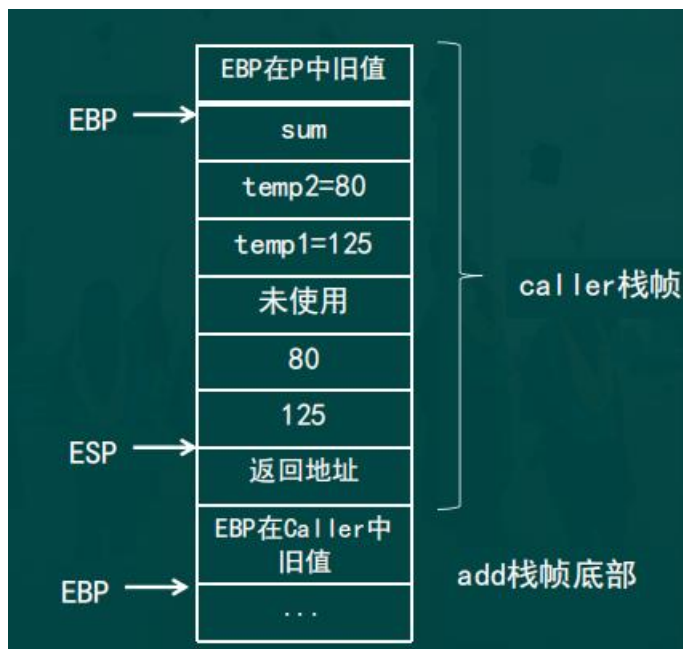 EBP在P中旧值
EBP
sum
temp2=80
temp1=125
caller栈帧
未使用
80
125
ESP
返回地址
EBP在Caller中
旧值
add栈帧底部
EBP
...